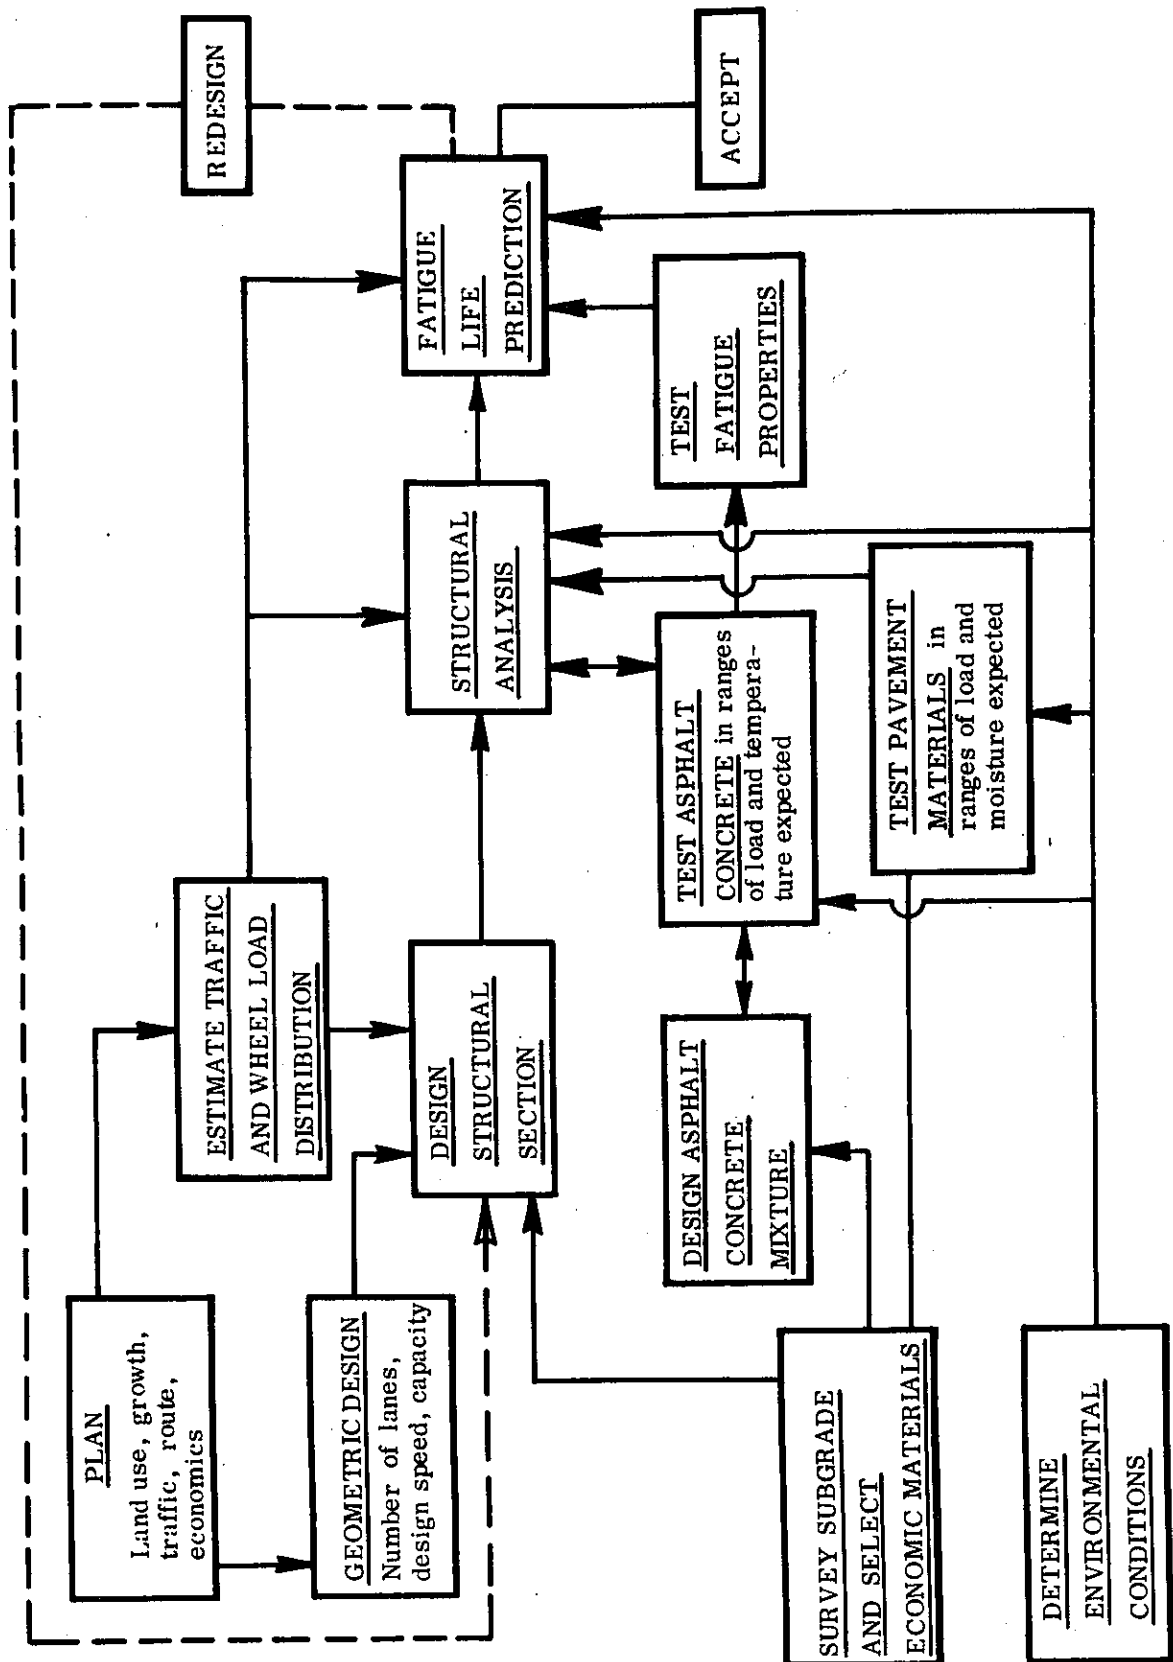 PLAN
Land use, growth,
traffic, route,
economics
GEOMETRIC DESIGN
Number of lanes,
design speed, capacity
SURVEY SUBGRADE
AND SELECT
ECONOMIC MATERIALS
DETERMINE
ENVIRONMENTAL
CONDITIONS
ESTIMATE TRAFFIC
AND WHEEL LOAD
DISTRIBUTION
DESIGN
STRUCTURAL
SECTION
DESIGN ASPHALT
CONCRETE
MIXTURE
TEST ASPHALT
CONCRETE in ranges
of load and tempera-
ture expected
TEST PAVEMENT
MATERIALS in
ranges of load and
moisture expected
STRUCTURAL
ANALYSIS
TEST
FATIGUE
PROPERTIES
FATIGUE
LIFE
PREDICTION
REDESIGN
ACCEPT